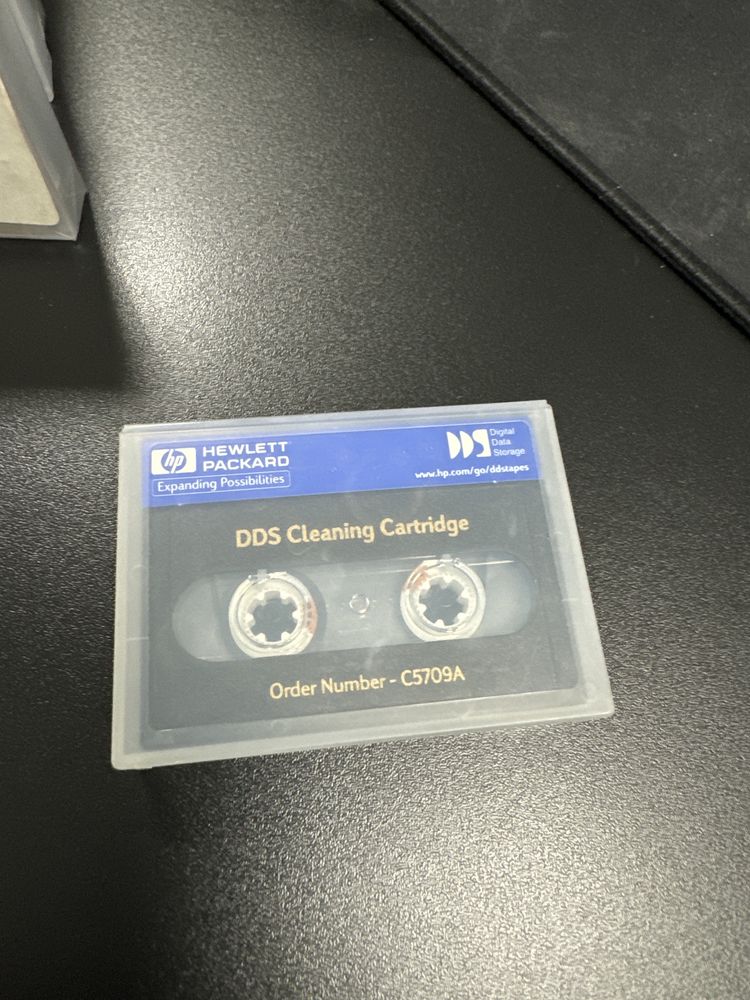 hp HEWLETT
PACKARD
Expanding Possibilities
DDS Digital
Data
Storage
www.hp.com/go/ddstapes
DDS Cleaning Cartridge
Order Number - C5709A